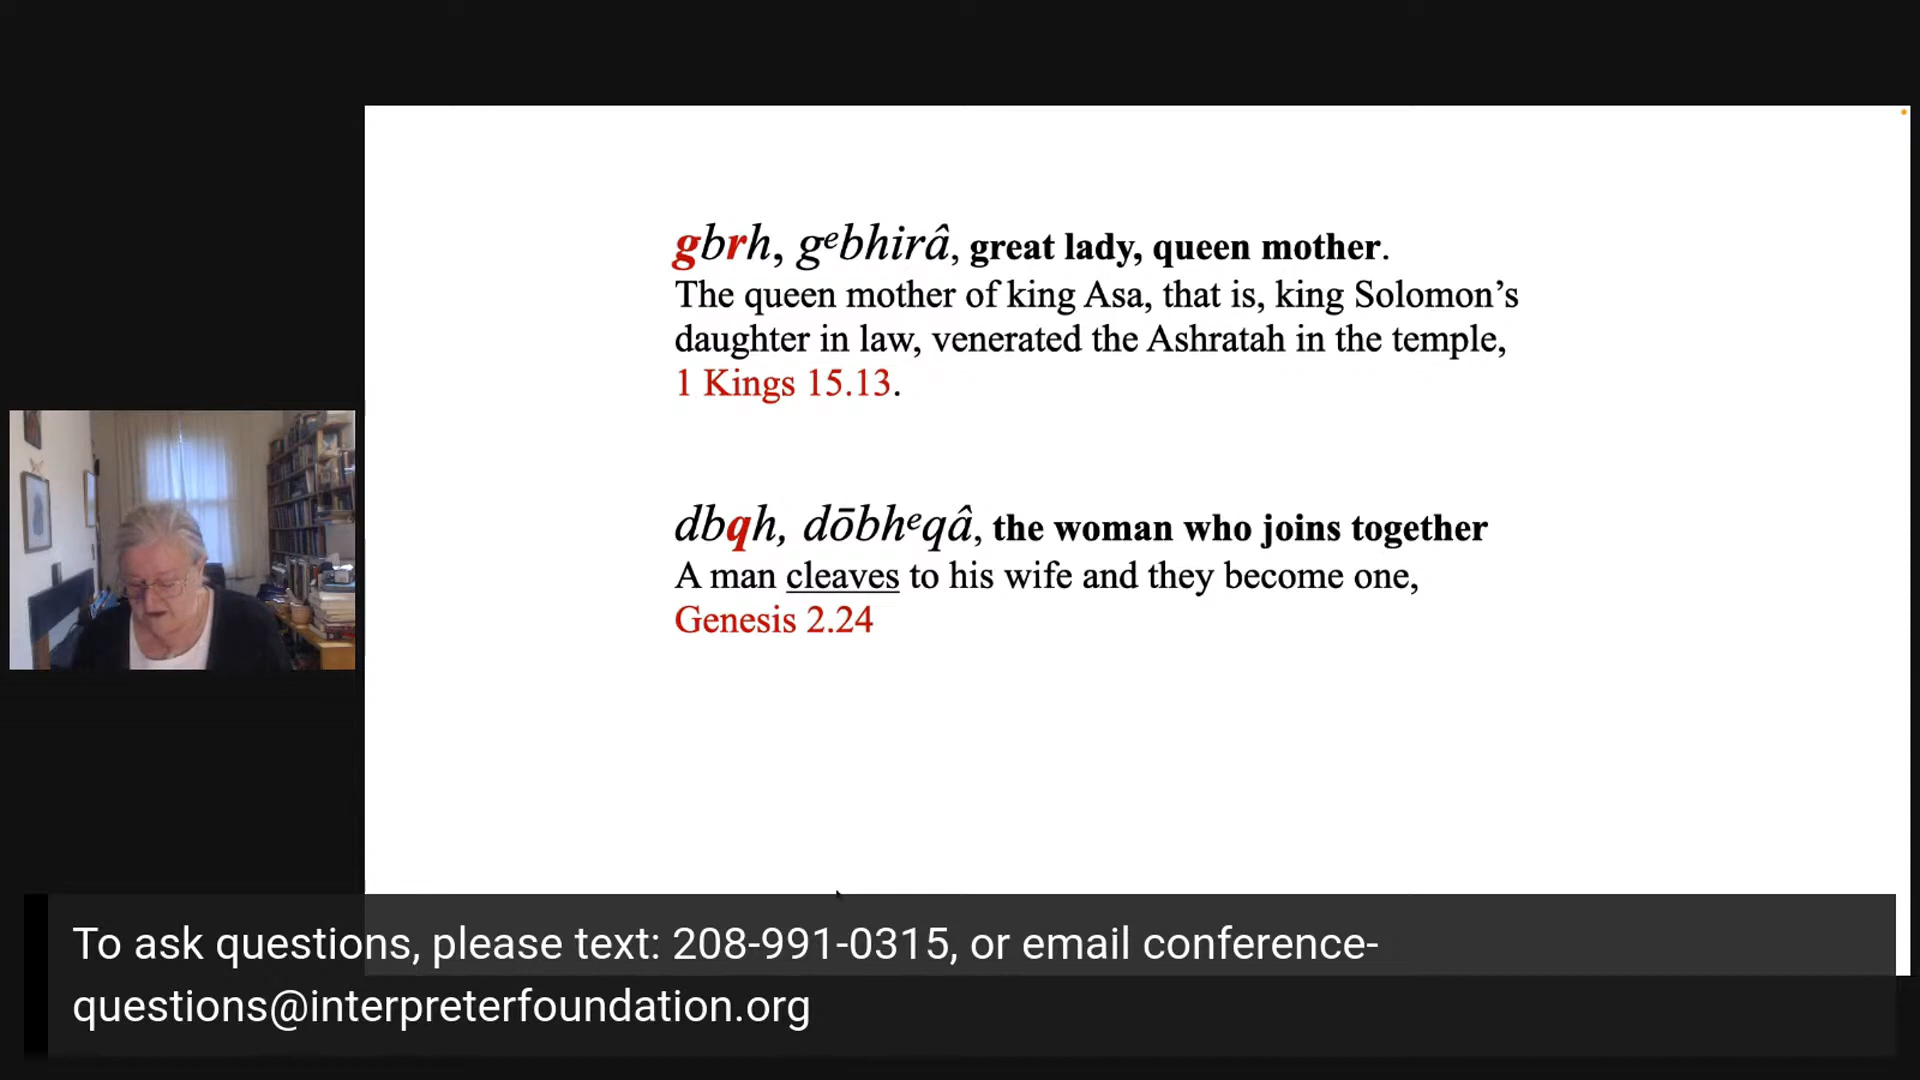 gbrh, gᵉbhirâ, great lady, queen mother.
The queen mother of king Asa, that is, king Solomon’s
daughter in law, venerated the Ashratah in the temple,
1 Kings 15.13.
dbqh, dōbhᵉqâ, the woman who joins together
A man cleaves to his wife and they become one,
Genesis 2.24
To ask questions, please text: 208-991-0315, or email conference-
questions@interpreterfoundation.org